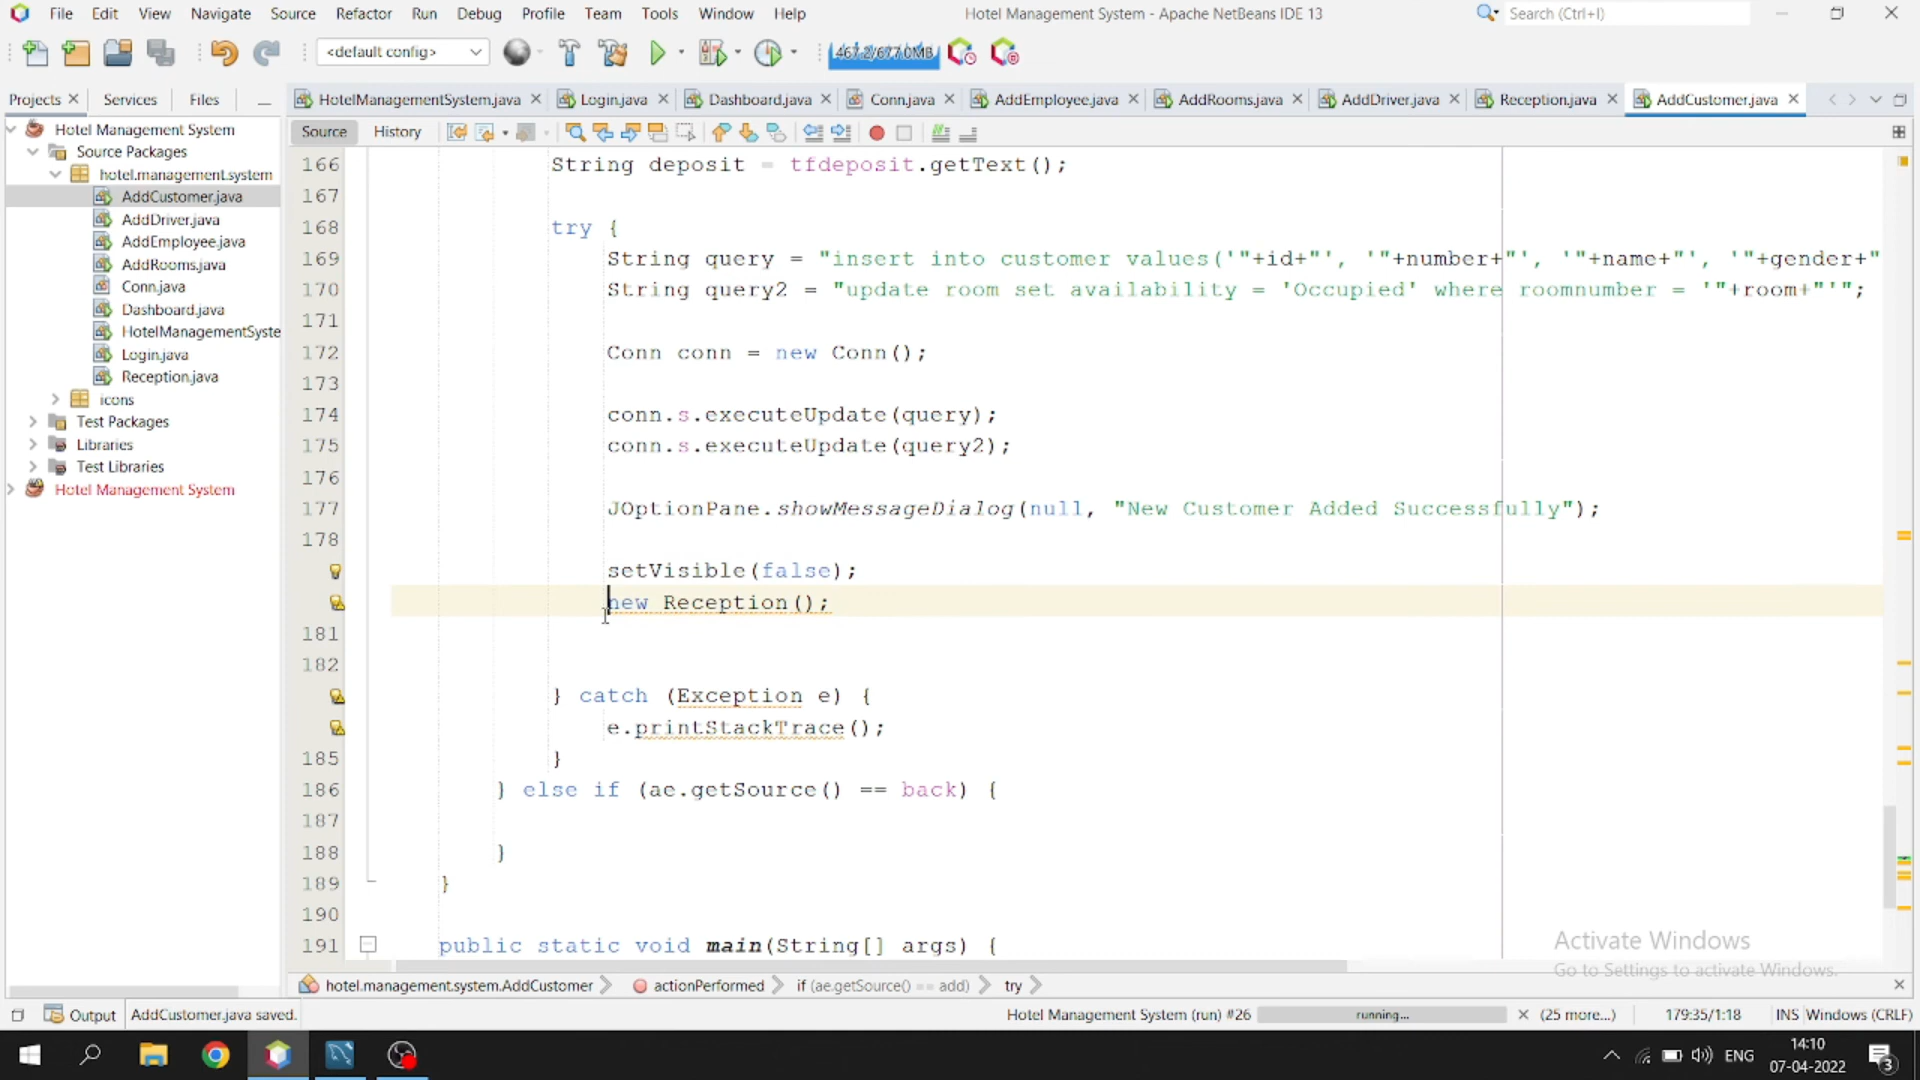 File Edit View Navigate Source Refactor Run Debug Profile Team Tools Window Help Hotel Management System - Apache NetBeans IDE 13 Search (Ctrl+I)
<default config> 467.2/677.0MB
Projects Services Files HotelManagementSystem.java Login.java Dashboard.java Conn.java AddEmployee.java AddRooms.java AddDriver.java Reception.java AddCustomer.java
Source History
Hotel Management System
Source Packages
hotel.management.system
AddCustomer.java
AddDriver.java
AddEmployee.java
AddRooms.java
Conn.java
Dashboard.java
HotelManagementSyste
Login.java
Reception.java
icons
Test Packages
Libraries
Test Libraries
Hotel Management System
166 String deposit = tfdeposit.getText();
167
168 try {
169 String query = "insert into customer values('"+id+"', '"+number+"', '"+name+"', '"+gender+"
170 String query2 = "update room set availability = 'Occupied' where roomnumber = '"+room+"'";
171
172 Conn conn = new Conn();
173
174 conn.s.executeUpdate(query);
175 conn.s.executeUpdate(query2);
176
177 JOptionPane.showMessageDialog(null, "New Customer Added Successfully");
178
setVisible(false);
new Reception();
181
182
} catch (Exception e) {
e.printStackTrace();
185 }
186 } else if (ae.getSource() == back) {
187
188 }
189 }
190
191 public static void main(String[] args) {
Activate Windows
Go to Settings to activate Windows.
hotel.management.system.AddCustomer actionPerformed if (ae.getSource() == add) try
Output AddCustomer.java saved. Hotel Management System (run) #26 running... (25 more...) 179:35/1:18 INS Windows (CRLF)
ENG 14:10
07-04-2022
3